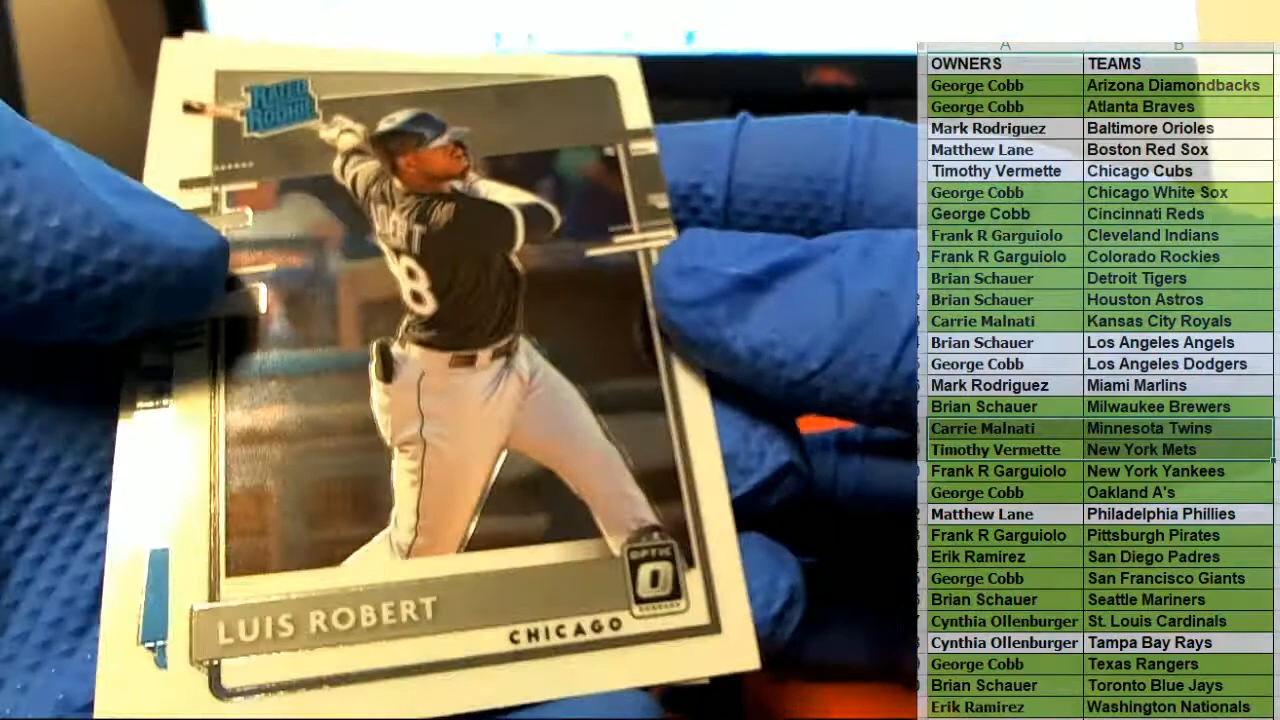 RATED
ROOKIE
8
LUIS ROBERT
CHICAGO
OPTIC
DONRUSS
A B
OWNERS TEAMS
George Cobb Arizona Diamondbacks
George Cobb Atlanta Braves
Mark Rodriguez Baltimore Orioles
Matthew Lane Boston Red Sox
Timothy Vermette Chicago Cubs
George Cobb Chicago White Sox
George Cobb Cincinnati Reds
Frank R Garguiolo Cleveland Indians
Frank R Garguiolo Colorado Rockies
Brian Schauer Detroit Tigers
Brian Schauer Houston Astros
Carrie Malnati Kansas City Royals
Brian Schauer Los Angeles Angels
George Cobb Los Angeles Dodgers
Mark Rodriguez Miami Marlins
Brian Schauer Milwaukee Brewers
Carrie Malnati Minnesota Twins
Timothy Vermette New York Mets
Frank R Garguiolo New York Yankees
George Cobb Oakland A's
Matthew Lane Philadelphia Phillies
Frank R Garguiolo Pittsburgh Pirates
Erik Ramirez San Diego Padres
George Cobb San Francisco Giants
Brian Schauer Seattle Mariners
Cynthia Ollenburger St. Louis Cardinals
Cynthia Ollenburger Tampa Bay Rays
George Cobb Texas Rangers
Brian Schauer Toronto Blue Jays
Erik Ramirez Washington Nationals